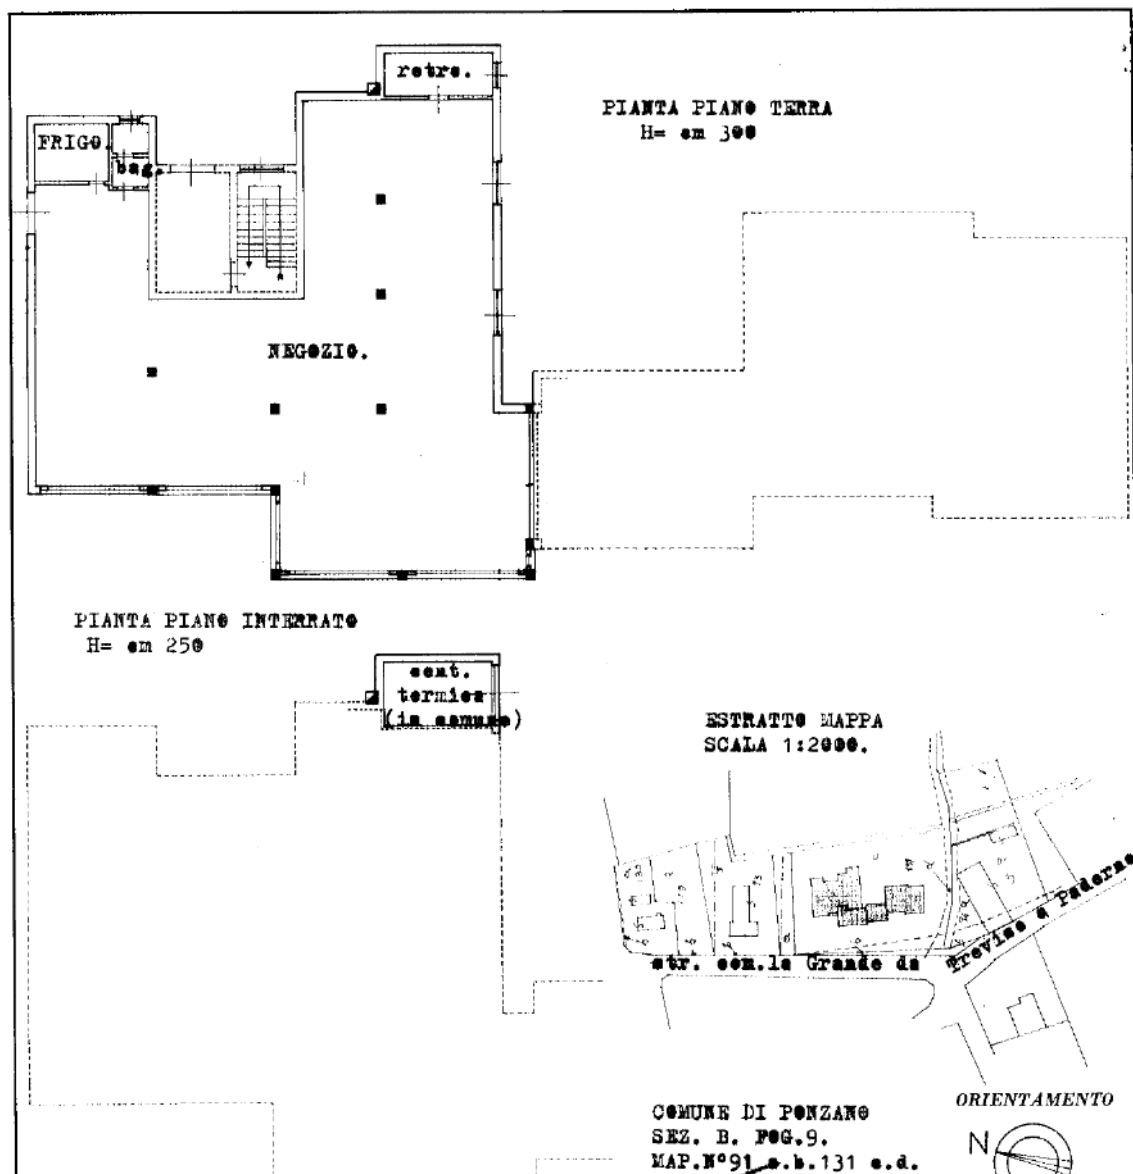 retro.
PIANTA PIANO TERRA
H= cm 300
FRIGO.
bag.
NEGOZIO.
PIANTA PIANO INTERRATO
H= cm 250
cent.
termica
(in comune)
ESTRATTO MAPPA
SCALA 1:2000.
str. com.le Grande da Treviso a Paderno
ORIENTAMENTO
N
COMUNE DI PONZANO
SEZ. B. FOG.9.
MAP.N°91 a.b.131 c.d.